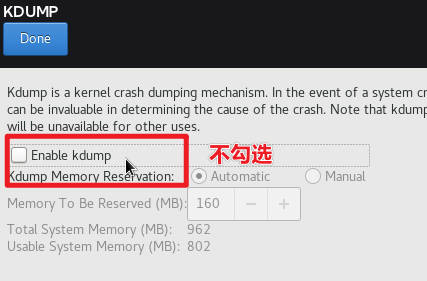 KDUMP
Done
Kdump is a kernel crash dumping mechanism. In the event of a system
can be invaluable in determining the cause of the crash. Note that
will be unavailable for other uses.
Enable kdump 不勾选
Kdump Memory Reservation: Automatic Manual
Memory To Be Reserved (MB): 160 − +
Total System Memory (MB): 962
Usable System Memory (MB): 802